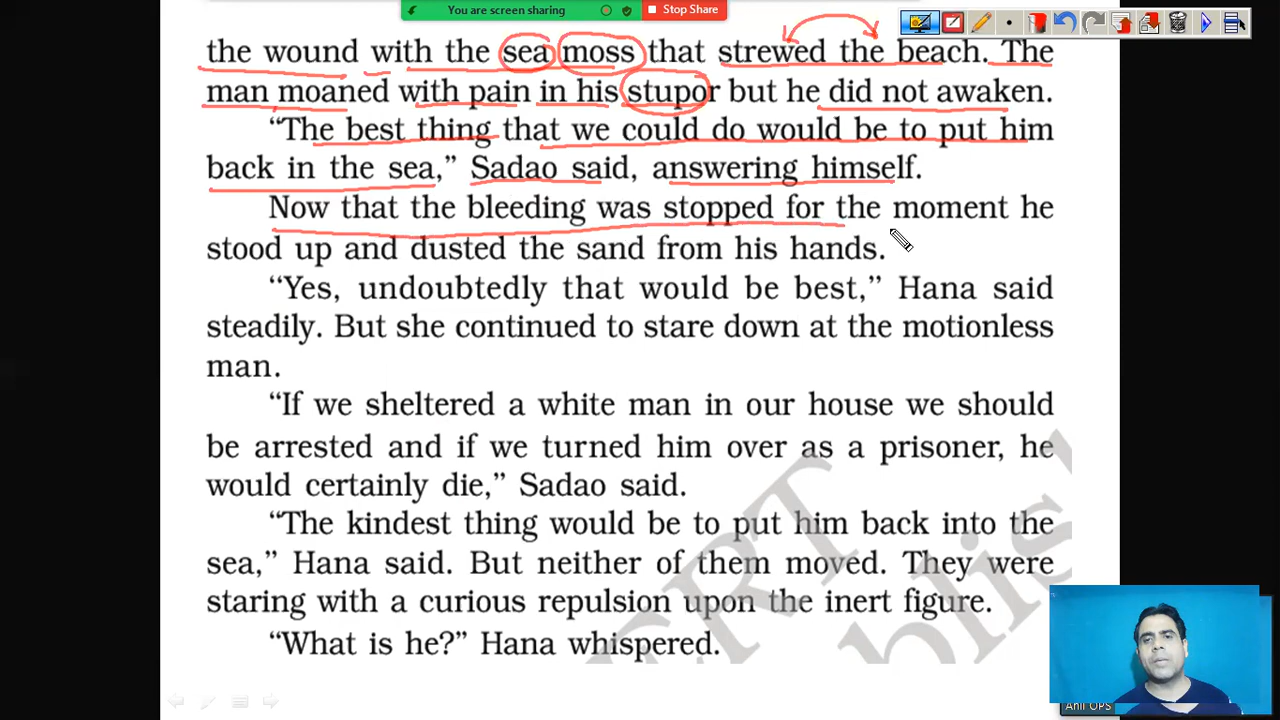 You are screen sharing
Stop Share
the wound with the sea moss that strewed the beach. The
man moaned with pain in his stupor but he did not awaken.
“The best thing that we could do would be to put him
back in the sea,” Sadao said, answering himself.
Now that the bleeding was stopped for the moment he
stood up and dusted the sand from his hands.
“Yes, undoubtedly that would be best,” Hana said
steadily. But she continued to stare down at the motionless
man.
“If we sheltered a white man in our house we should
be arrested and if we turned him over as a prisoner, he
would certainly die,” Sadao said.
“The kindest thing would be to put him back into the
sea,” Hana said. But neither of them moved. They were
staring with a curious repulsion upon the inert figure.
“What is he?” Hana whispered.
Anil OPS